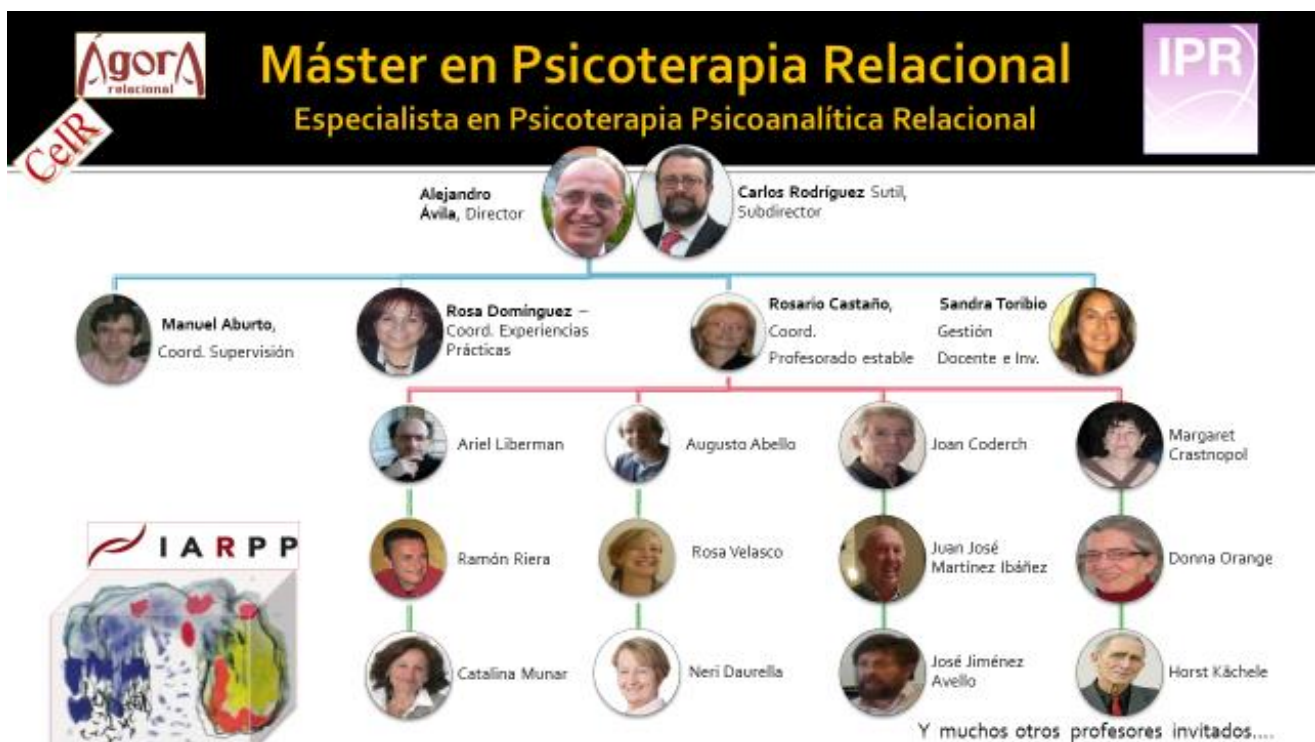 ÁgorA
relacional
CeIR
Máster en Psicoterapia Relacional
Especialista en Psicoterapia Psicoanalítica Relacional
IPR
Alejandro
Ávila, Director
Carlos Rodríguez Sutil,
Subdirector
Manuel Aburto,
Coord. Supervisión
Rosa Domínguez –
Coord. Experiencias
Prácticas
Rosario Castaño,
Coord.
Profesorado estable
Sandra Toribio
Gestión
Docente e Inv.
Ariel Liberman
Augusto Abello
Joan Coderch
Margaret
Crastnopol
IARPP
Ramón Riera
Rosa Velasco
Juan José
Martínez Ibáñez
Donna Orange
Catalina Munar
Neri Daurella
José Jiménez
Avello
Horst Kächele
Y muchos otros profesores invitados....